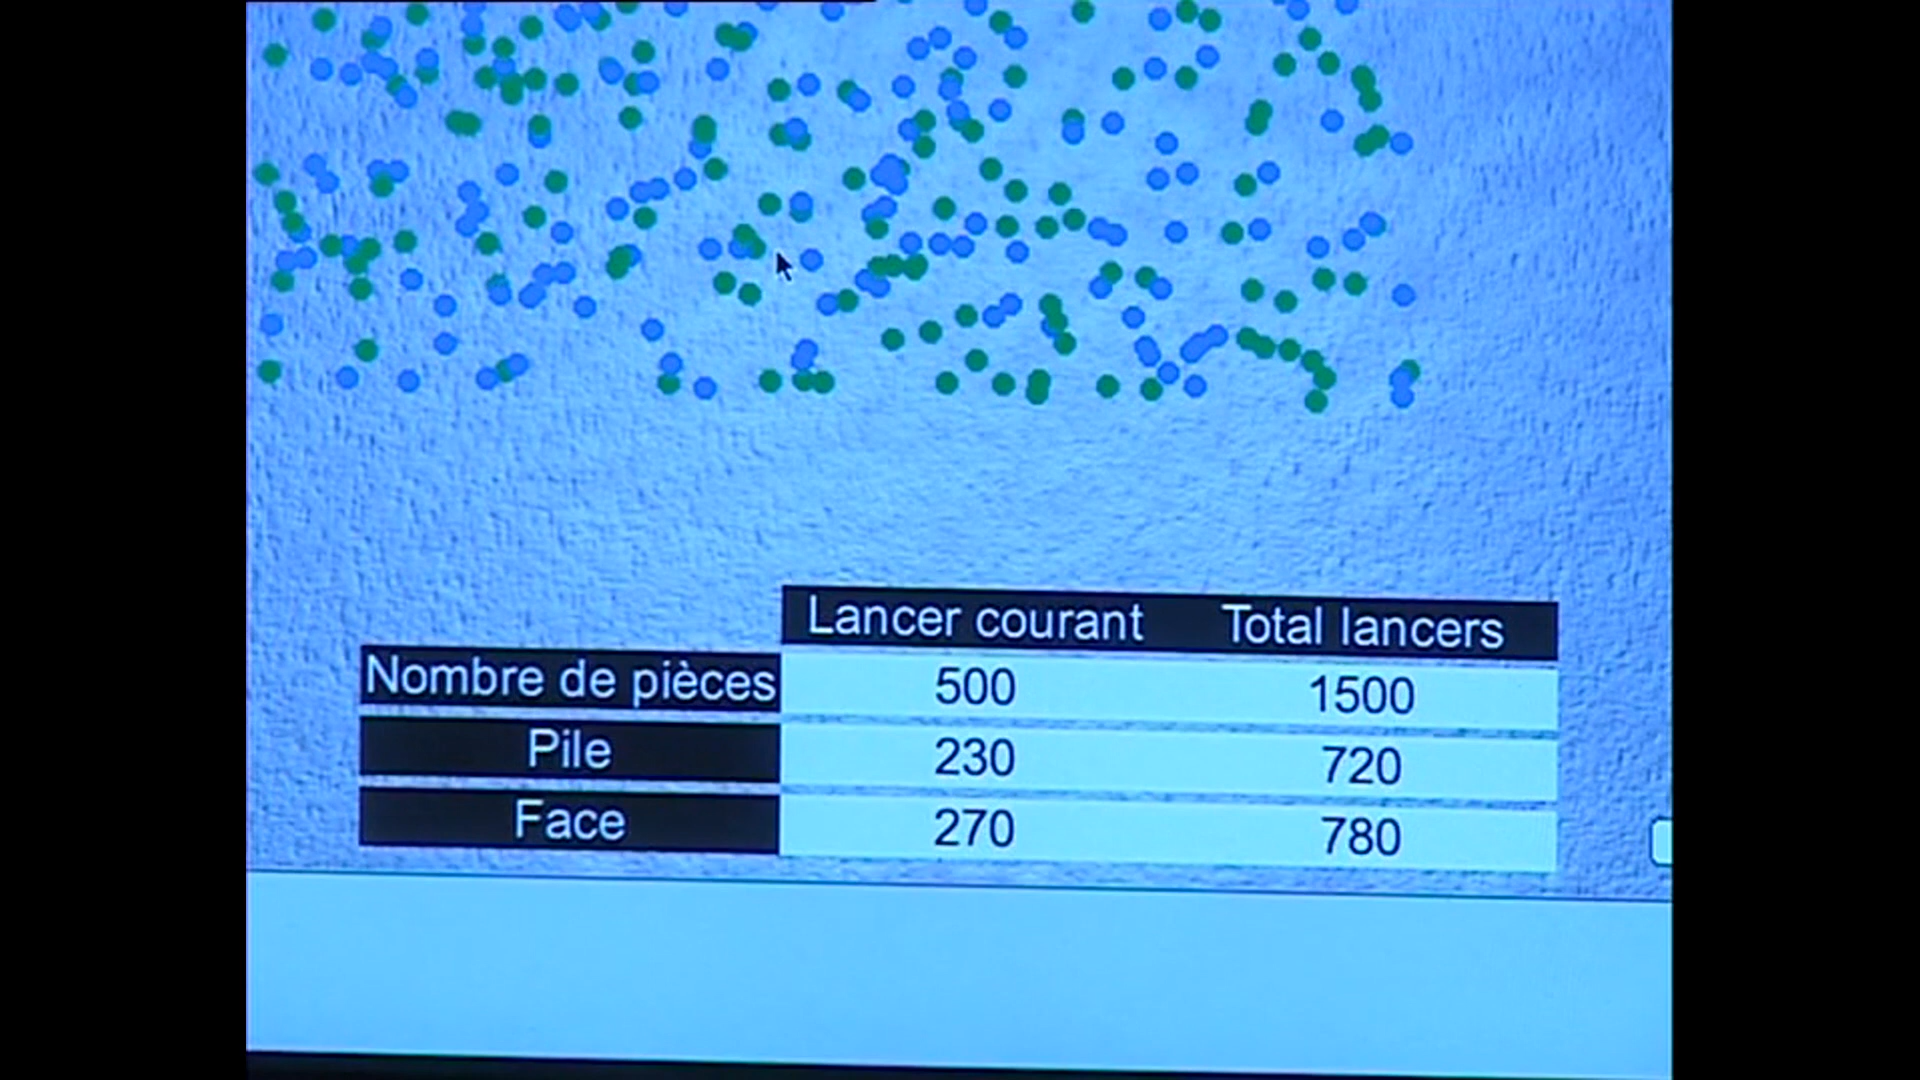 Lancer courant Total lancers
Nombre de pièces 500 1500
Pile 230 720
Face 270 780